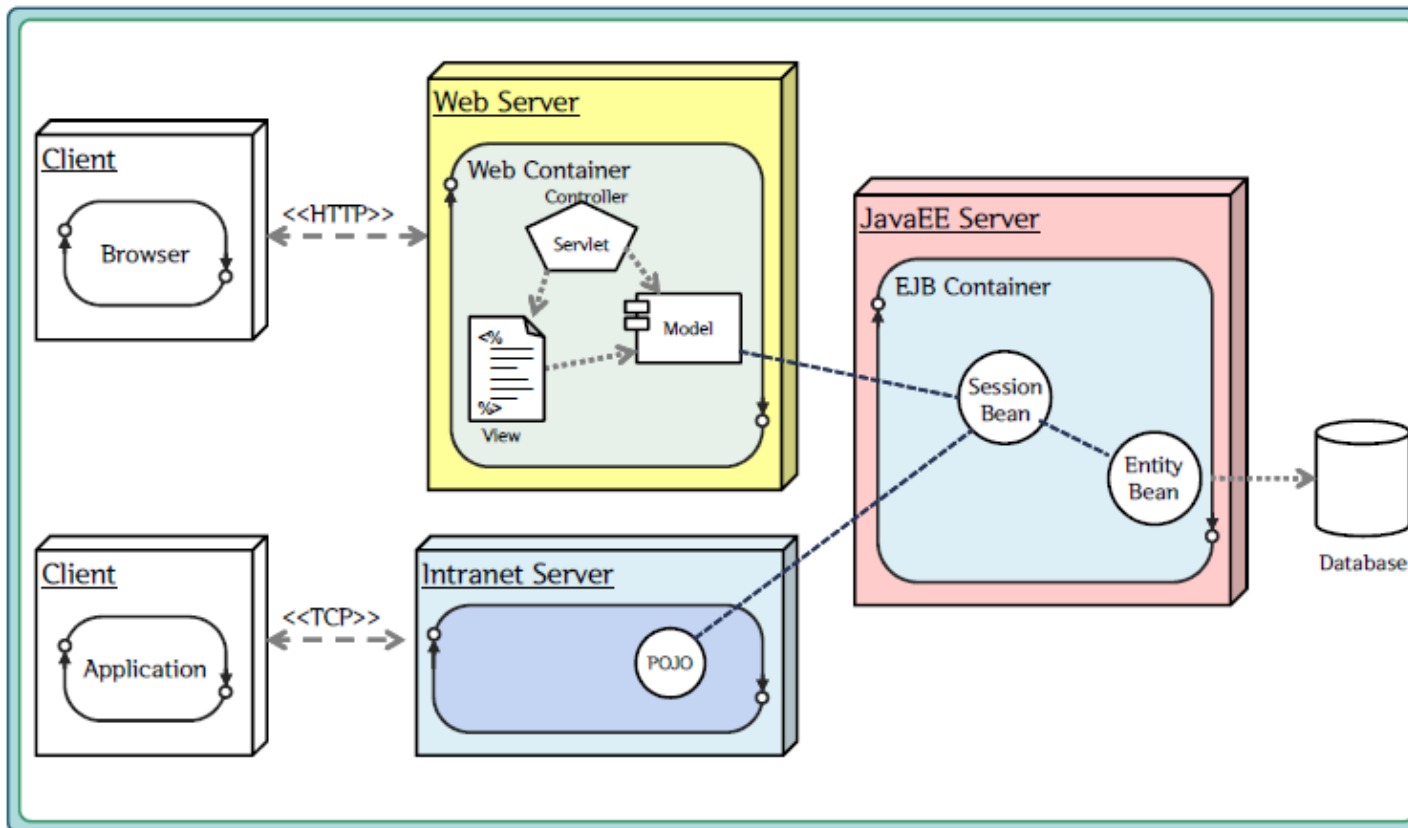 Web Server
Client
Web Container
Controller
<<HTTP>>
Servlet
JavaEE Server
Browser
EJB Container
Model
<%
%>
View
Session
Bean
Entity
Bean
Database
Client
Intranet Server
<<TCP>>
Application
POJO